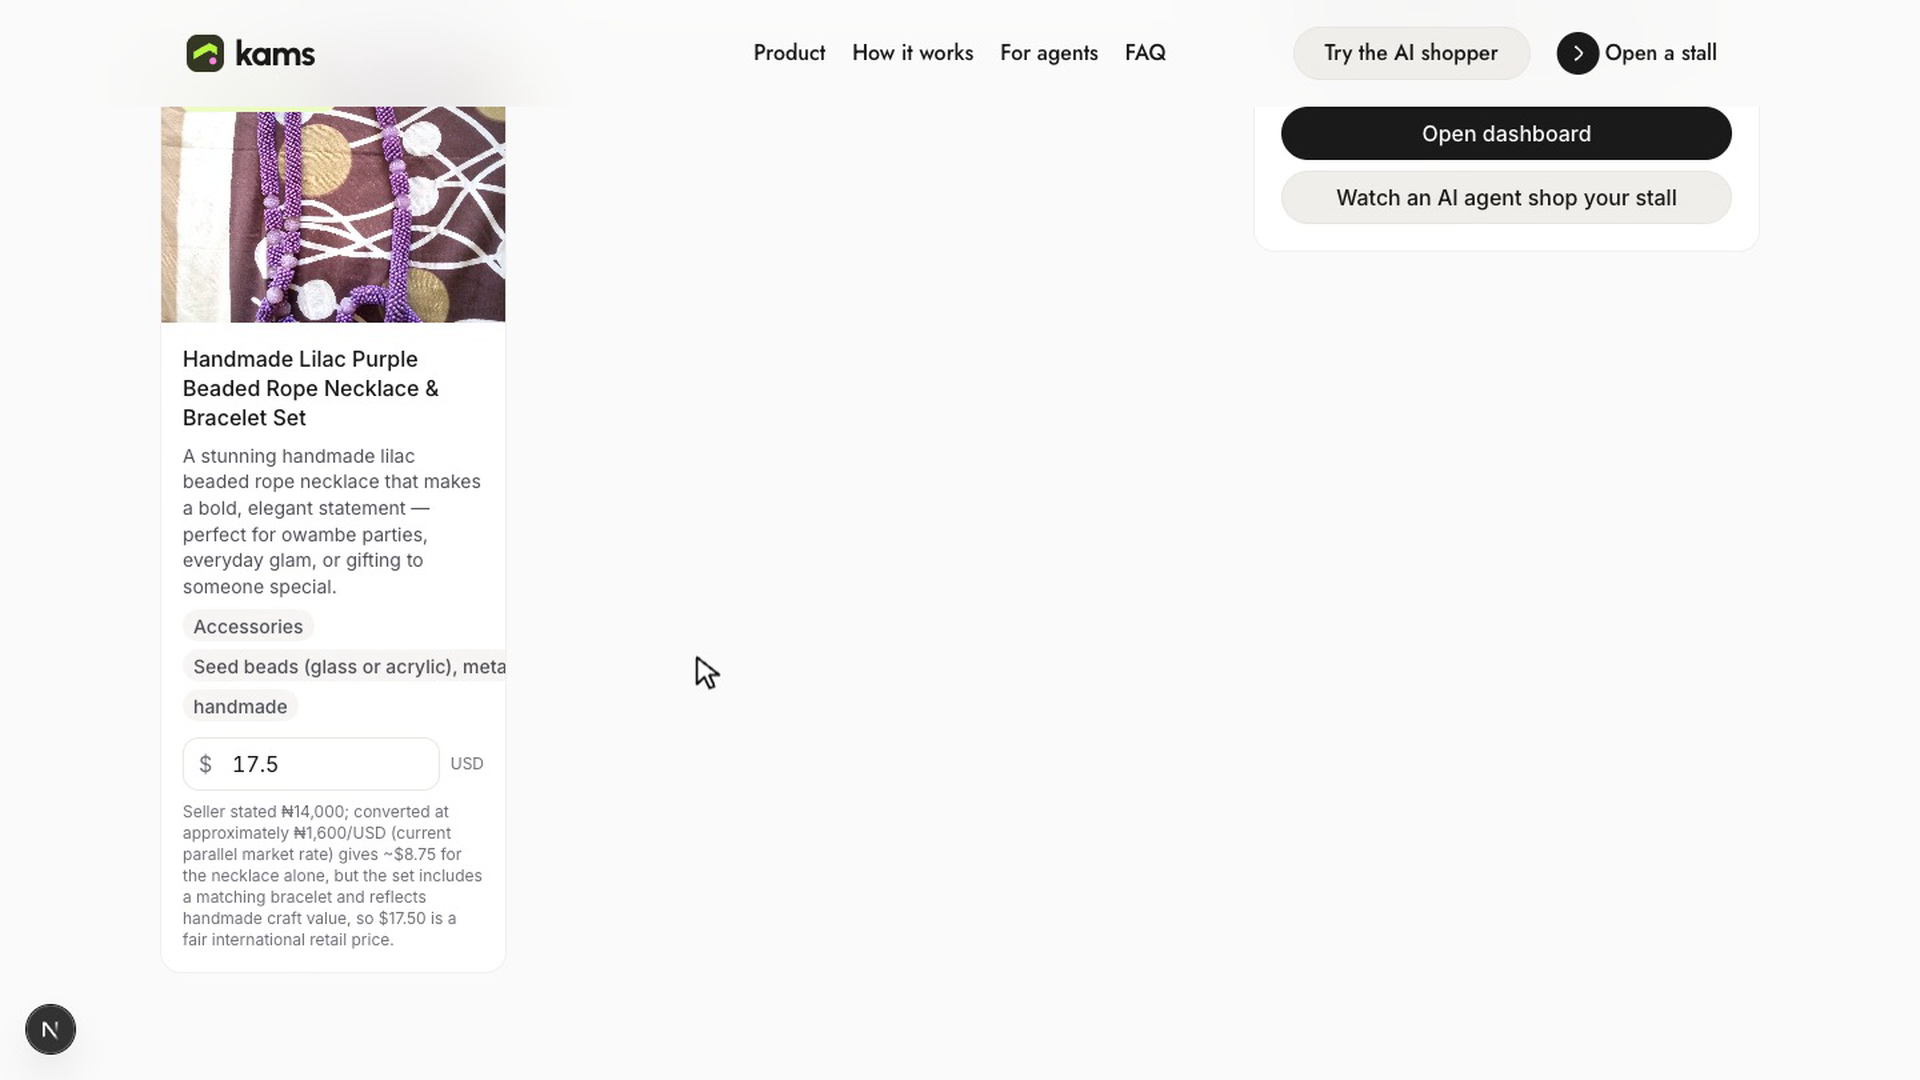 kams
Product
How it works
For agents
FAQ
Try the AI shopper
Open a stall
Open dashboard
Watch an AI agent shop your stall
Handmade Lilac Purple
Beaded Rope Necklace &
Bracelet Set
A stunning handmade lilac
beaded rope necklace that makes
a bold, elegant statement —
perfect for owambe parties,
everyday glam, or gifting to
someone special.
Accessories
Seed beads (glass or acrylic), meta
handmade
$ 17.5 USD
Seller stated ₦14,000; converted at
approximately ₦1,600/USD (current
parallel market rate) gives ~$8.75 for
the necklace alone, but the set includes
a matching bracelet and reflects
handmade craft value, so $17.50 is a
fair international retail price.
N